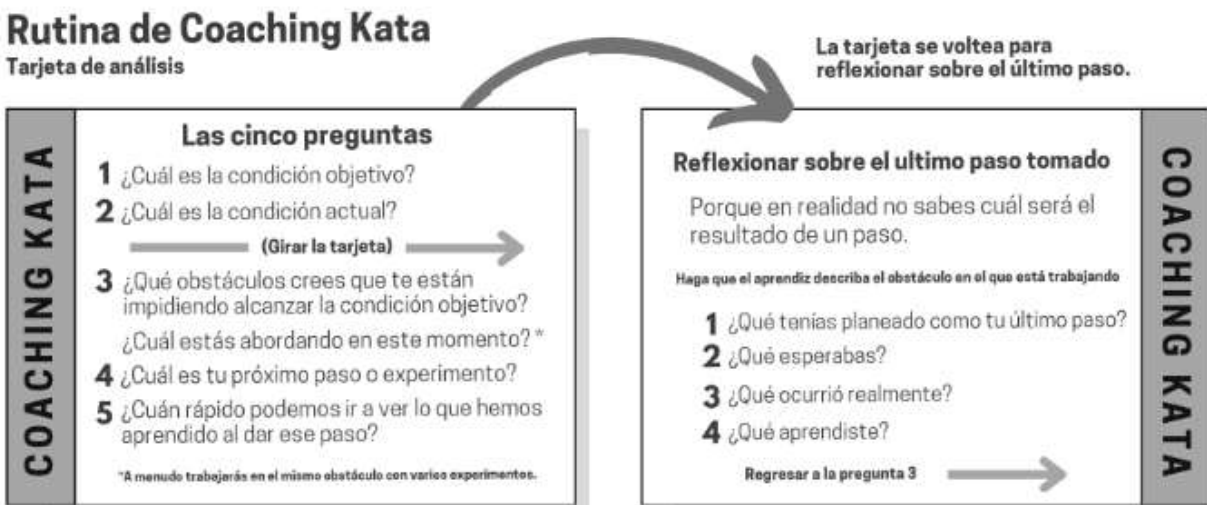 Rutina de Coaching Kata
Tarjeta de análisis
La tarjeta se voltea para
reflexionar sobre el último paso.
COACHING KATA
Las cinco preguntas
1 ¿Cuál es la condición objetivo?
2 ¿Cuál es la condición actual?
(Girar la tarjeta)
3 ¿Qué obstáculos crees que te están
impidiendo alcanzar la condición objetivo?
¿Cuál estás abordando en este momento? *
4 ¿Cuál es tu próximo paso o experimento?
5 ¿Cuán rápido podemos ir a ver lo que hemos
aprendido al dar ese paso?
*A menudo trabajarás en el mismo obstáculo con varios experimentos.
Reflexionar sobre el ultimo paso tomado
Porque en realidad no sabes cuál será el
resultado de un paso.
Haga que el aprendiz describa el obstáculo en el que está trabajando
1 ¿Qué tenías planeado como tu último paso?
2 ¿Qué esperabas?
3 ¿Qué ocurrió realmente?
4 ¿Qué aprendiste?
Regresar a la pregunta 3
COACHING KATA